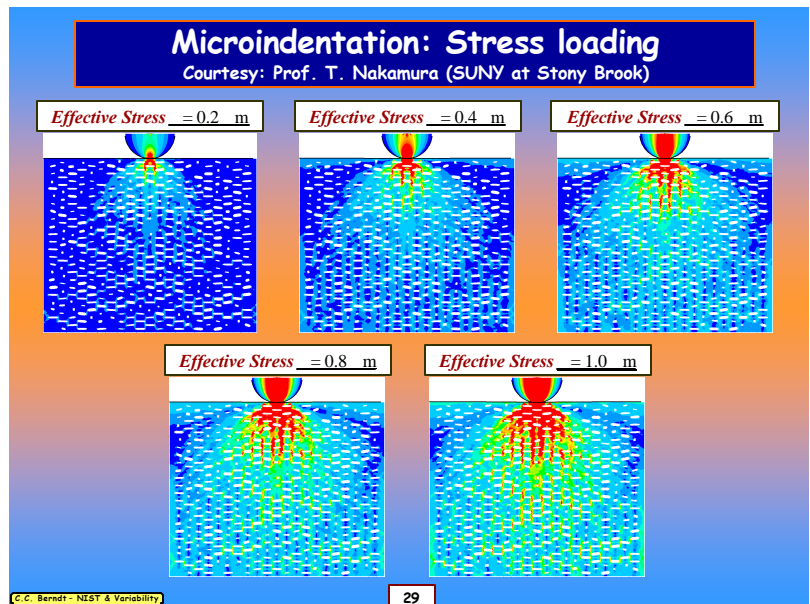 Microindentation: Stress loading
Courtesy: Prof. T. Nakamura (SUNY at Stony Brook)
Effective Stress = 0.2 m
Effective Stress = 0.4 m
Effective Stress = 0.6 m
Effective Stress = 0.8 m
Effective Stress = 1.0 m
C.C. Berndt - NIST & Variability
29